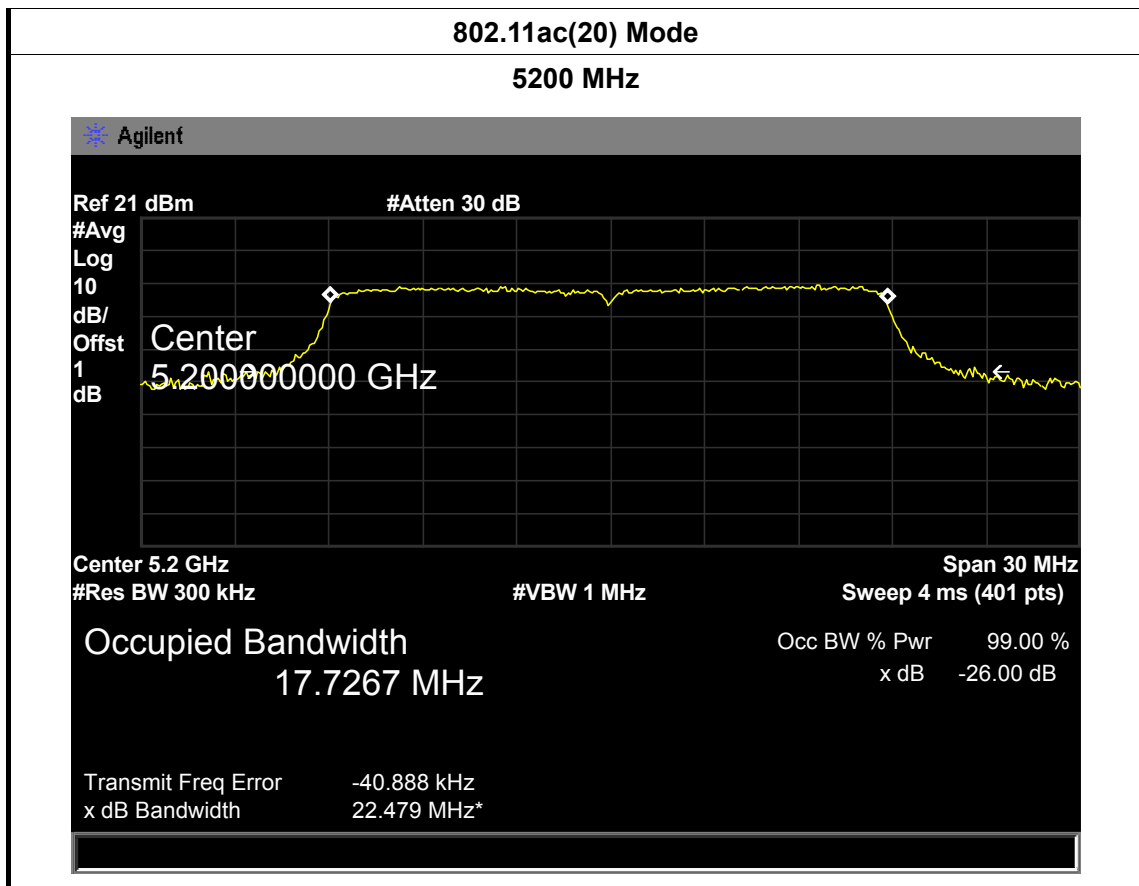 802.11ac(20) Mode
5200 MHz
Agilent
Ref 21 dBm #Atten 30 dB
#Avg
Log
10
dB/
Offst
1
dB
Center
5.200000000 GHz
Center 5.2 GHz Span 30 MHz
#Res BW 300 kHz #VBW 1 MHz Sweep 4 ms (401 pts)
Occupied Bandwidth Occ BW % Pwr 99.00 %
17.7267 MHz x dB -26.00 dB
Transmit Freq Error -40.888 kHz
x dB Bandwidth 22.479 MHz*